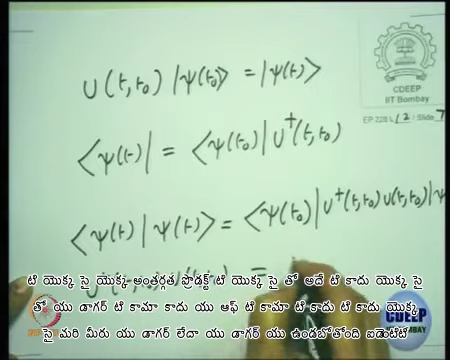 U(t,t₀) |ψ(t₀)⟩ = |ψ(t)⟩
CDEEP
IIT Bombay
EP 228 L 12 / Slide 7
⟨ψ(t)| = ⟨ψ(t₀)| U†(t,t₀)
⟨ψ(t)|ψ(t)⟩ = ⟨ψ(t₀)| U†(t,t₀) U(t,t₀)|ψ
టి యొక్క సై యొక్క అంతర్గత ప్రొడక్ట్ టి యొక్క సై తో అదే టి కాదు యొక్క సై
తో యు డాగర్ టి కామా కాదు యు ఆఫ్ టి కామా టి కాదు టి కాదు యొక్క
సై మరి మీరు యు డాగర్ లేదా యు డాగర్ యు ఉండబోతోంది ఐడెంటిటీ
CDEEP